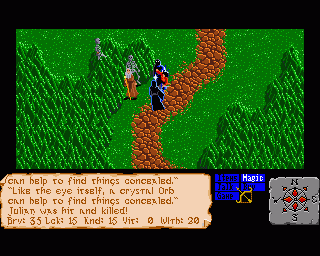 can help to find things concealed."
"Like the eye itself, a crystal Orb
can help to find things concealed."
Julian was hit and killed!
Brv: 35 Lck: 15 Knd: 15 Vit: 0 Wlth: 20
Magic
N